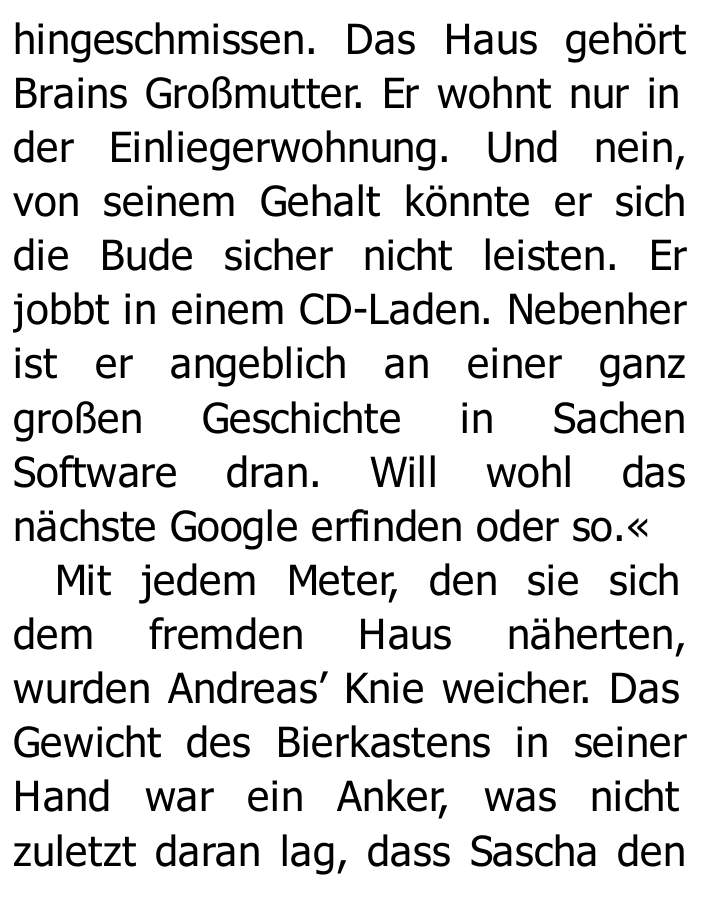 hingeschmissen. Das Haus gehört
Brains Großmutter. Er wohnt nur in
der Einliegerwohnung. Und nein,
von seinem Gehalt könnte er sich
die Bude sicher nicht leisten. Er
jobbt in einem CD-Laden. Nebenher
ist er angeblich an einer ganz
großen Geschichte in Sachen
Software dran. Will wohl das
nächste Google erfinden oder so.«
Mit jedem Meter, den sie sich
dem fremden Haus näherten,
wurden Andreas’ Knie weicher. Das
Gewicht des Bierkastens in seiner
Hand war ein Anker, was nicht
zuletzt daran lag, dass Sascha den